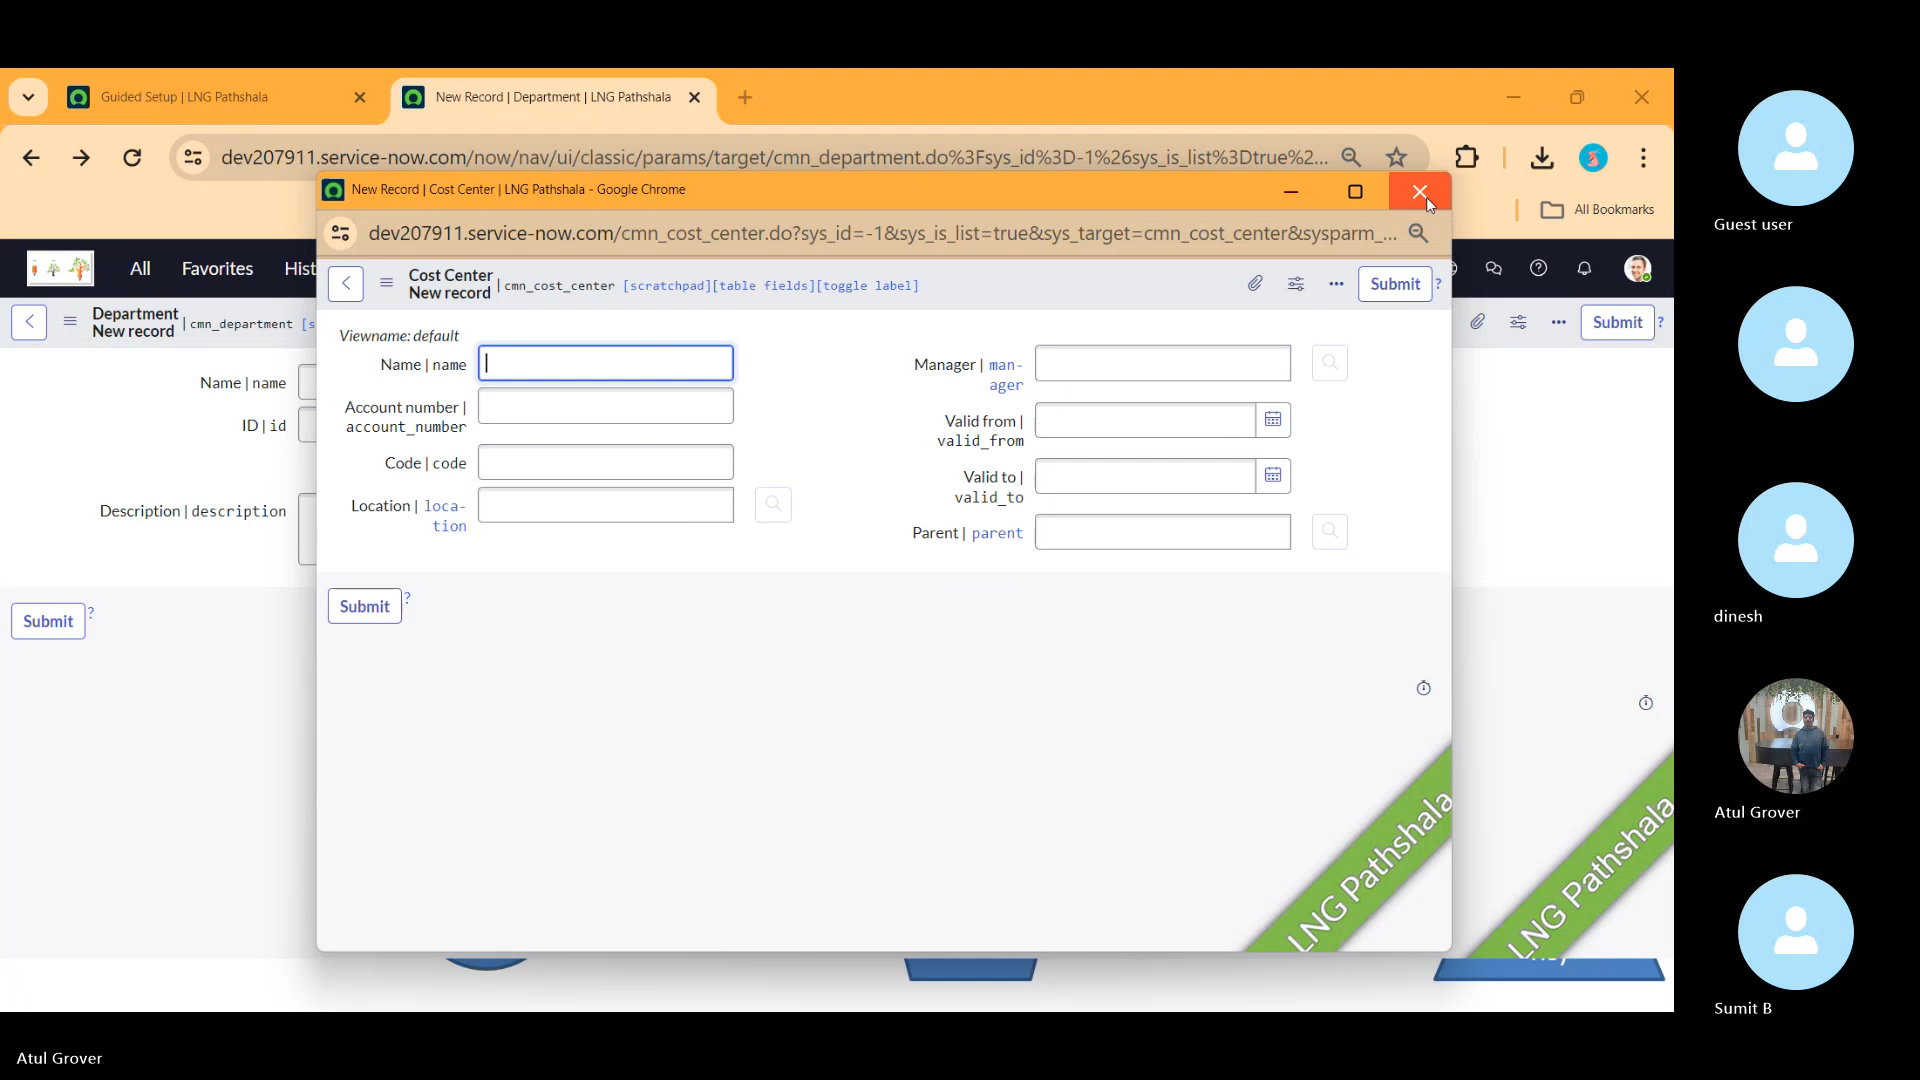 Guided Setup | LNG Pathshala
New Record | Department | LNG Pathshala
dev207911.service-now.com/now/nav/ui/classic/params/target/cmn_department.do%3Fsys_id%3D-1%26sys_is_list%3Dtrue%2...
All Bookmarks
New Record | Cost Center | LNG Pathshala - Google Chrome
dev207911.service-now.com/cmn_cost_center.do?sys_id=-1&sys_is_list=true&sys_target=cmn_cost_center&sysparm_...
All
Favorites
Hist
Department
New record | cmn_department [s
Submit
?
Cost Center
New record | cmn_cost_center [scratchpad][table fields][toggle label]
Submit
?
Viewname: default
Name | name
Account number |
account_number
Code | code
Location | loca-
tion
Manager | man-
ager
Valid from |
valid_from
Valid to |
valid_to
Parent | parent
Submit
?
Name | name
ID | id
Description | description
Submit
?
LNG Pathshala
LNG Pathshala
Guest user
dinesh
Atul Grover
Sumit B
Atul Grover